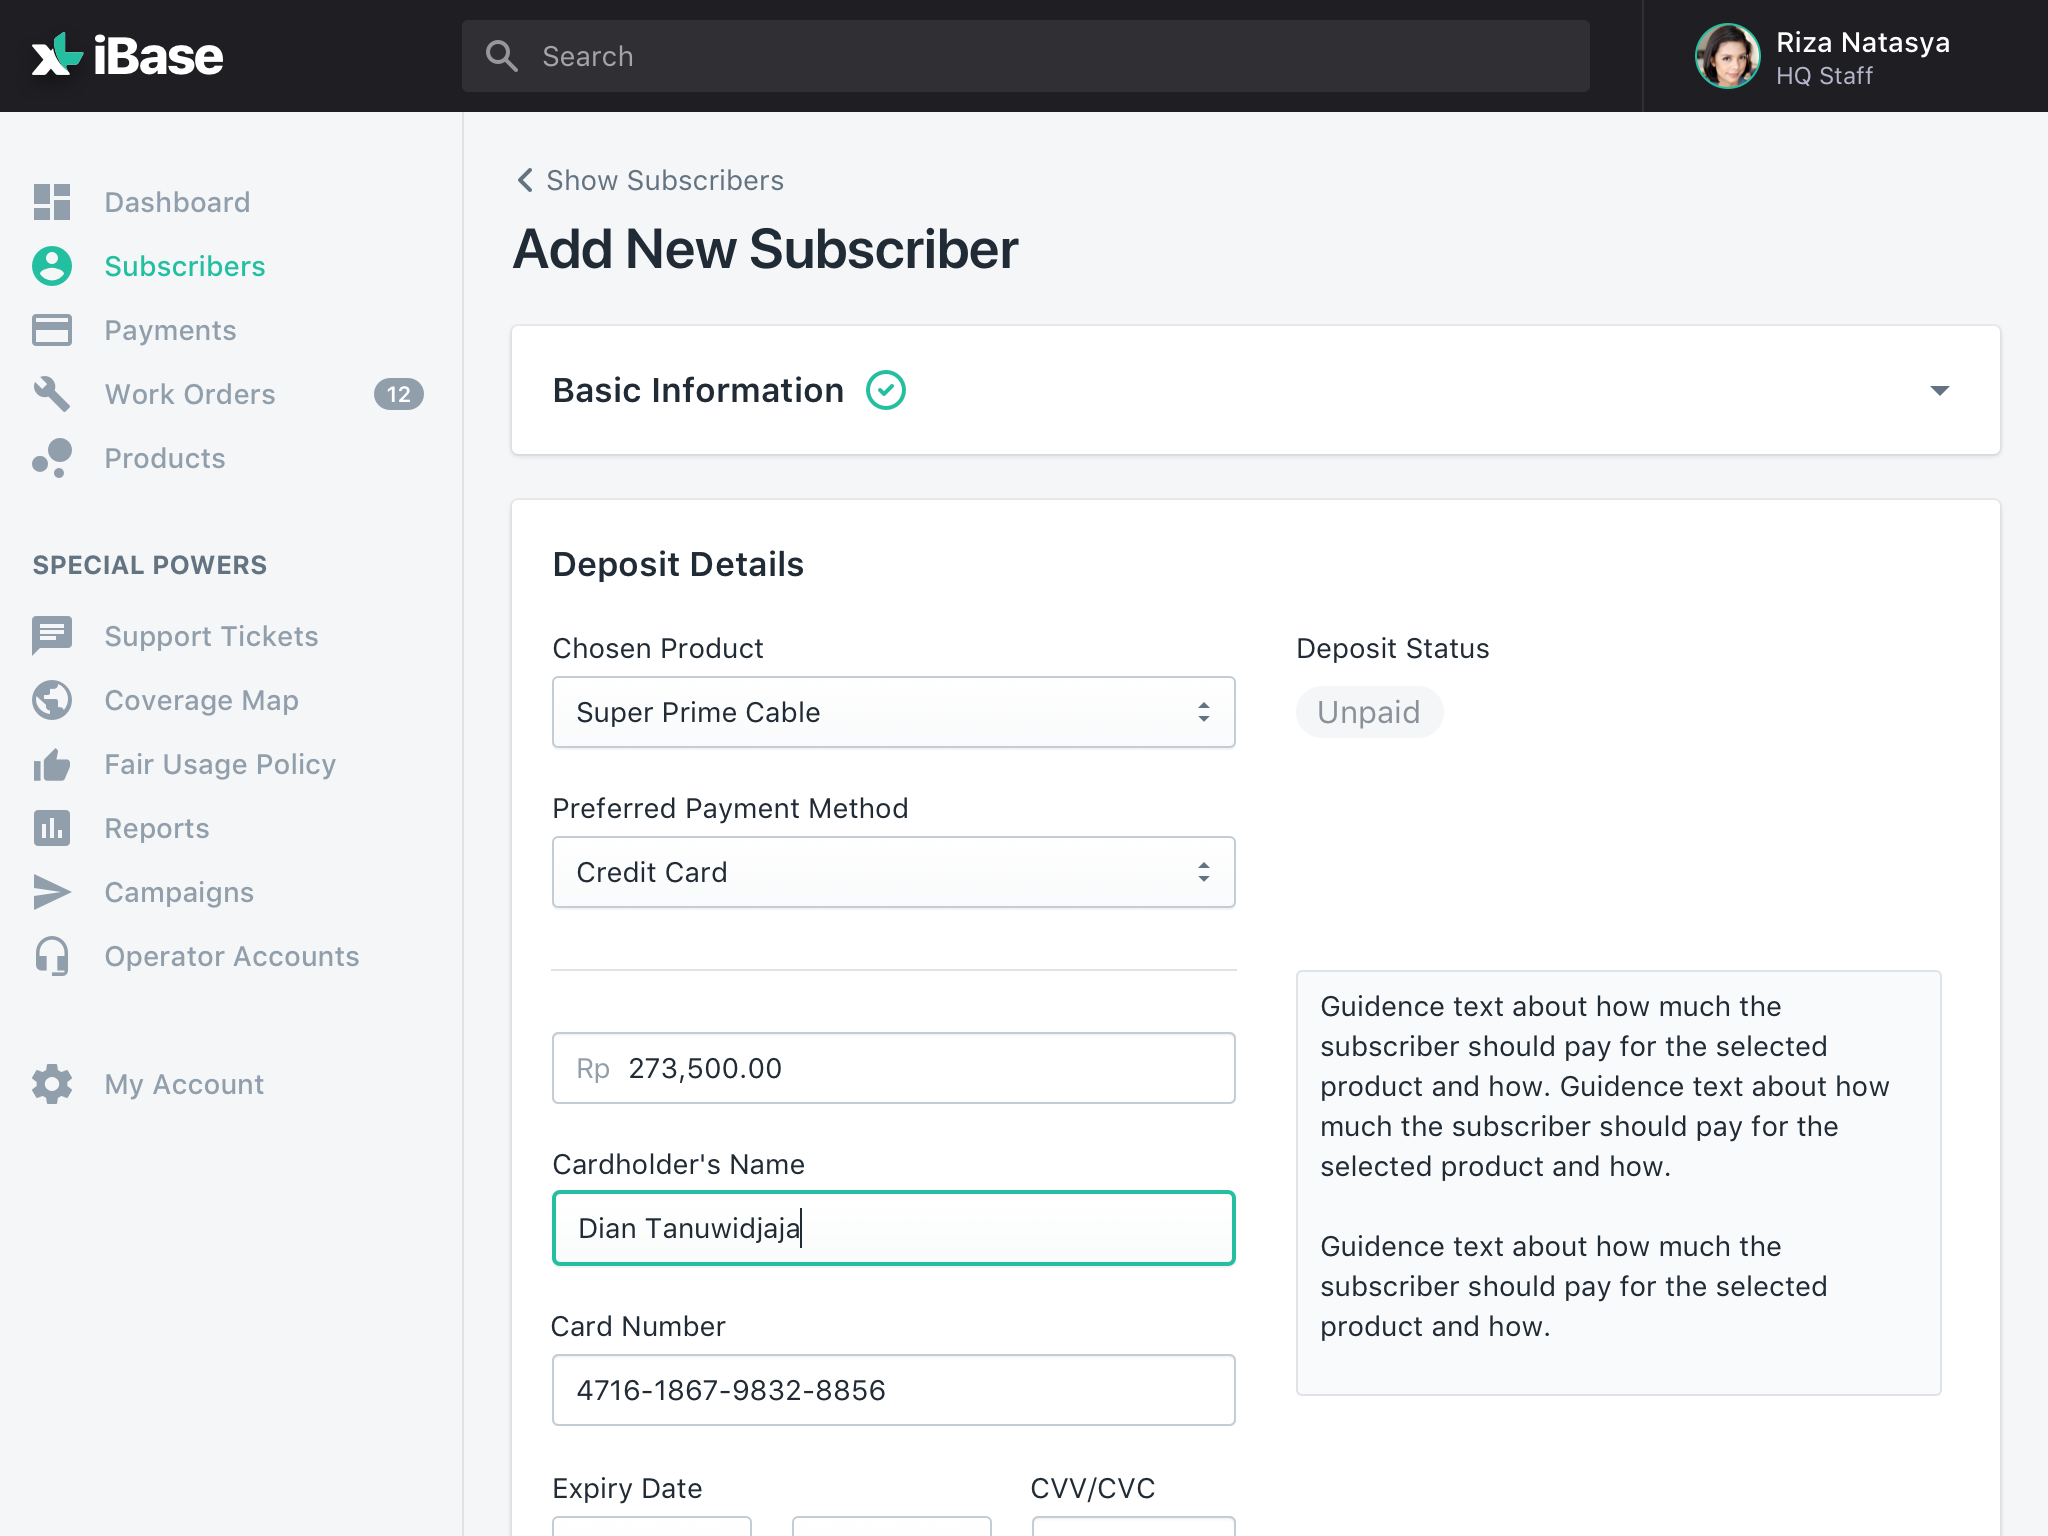 xL iBase
Search
Riza Natasya
HQ Staff
Dashboard
Subscribers
Payments
Work Orders
12
Products
SPECIAL POWERS
Support Tickets
Coverage Map
Fair Usage Policy
Reports
Campaigns
Operator Accounts
My Account
Show Subscribers
Add New Subscriber
Basic Information
Deposit Details
Chosen Product
Super Prime Cable
Deposit Status
Unpaid
Preferred Payment Method
Credit Card
Rp 273,500.00
Cardholder's Name
Dian Tanuwidjaja
Card Number
4716-1867-9832-8856
Expiry Date
CVV/CVC
Guidence text about how much the
subscriber should pay for the selected
product and how. Guidence text about how
much the subscriber should pay for the
selected product and how.
Guidence text about how much the
subscriber should pay for the selected
product and how.